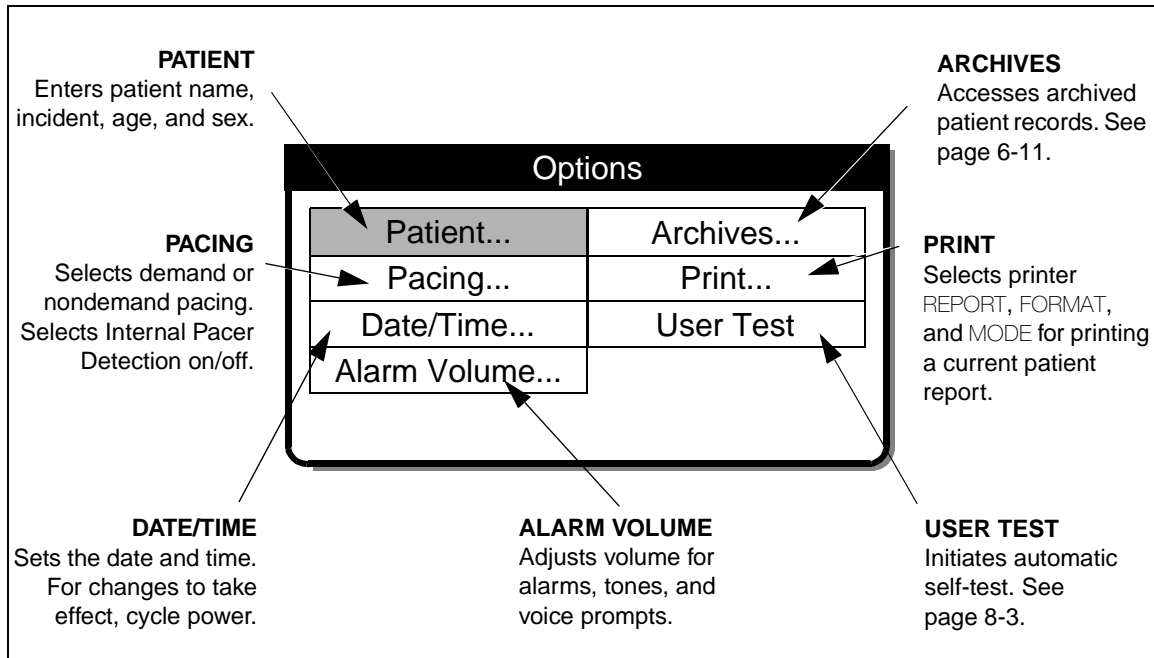 PATIENT
Enters patient name,
incident, age, and sex.
ARCHIVES
Accesses archived
patient records. See
page 6-11.
Options
Patient...
Archives...
Pacing...
Print...
Date/Time...
User Test
Alarm Volume...
PACING
Selects demand or
nondemand pacing.
Selects Internal Pacer
Detection on/off.
PRINT
Selects printer
REPORT, FORMAT,
and MODE for printing
a current patient
report.
DATE/TIME
Sets the date and time.
For changes to take
effect, cycle power.
ALARM VOLUME
Adjusts volume for
alarms, tones, and
voice prompts.
USER TEST
Initiates automatic
self-test. See
page 8-3.